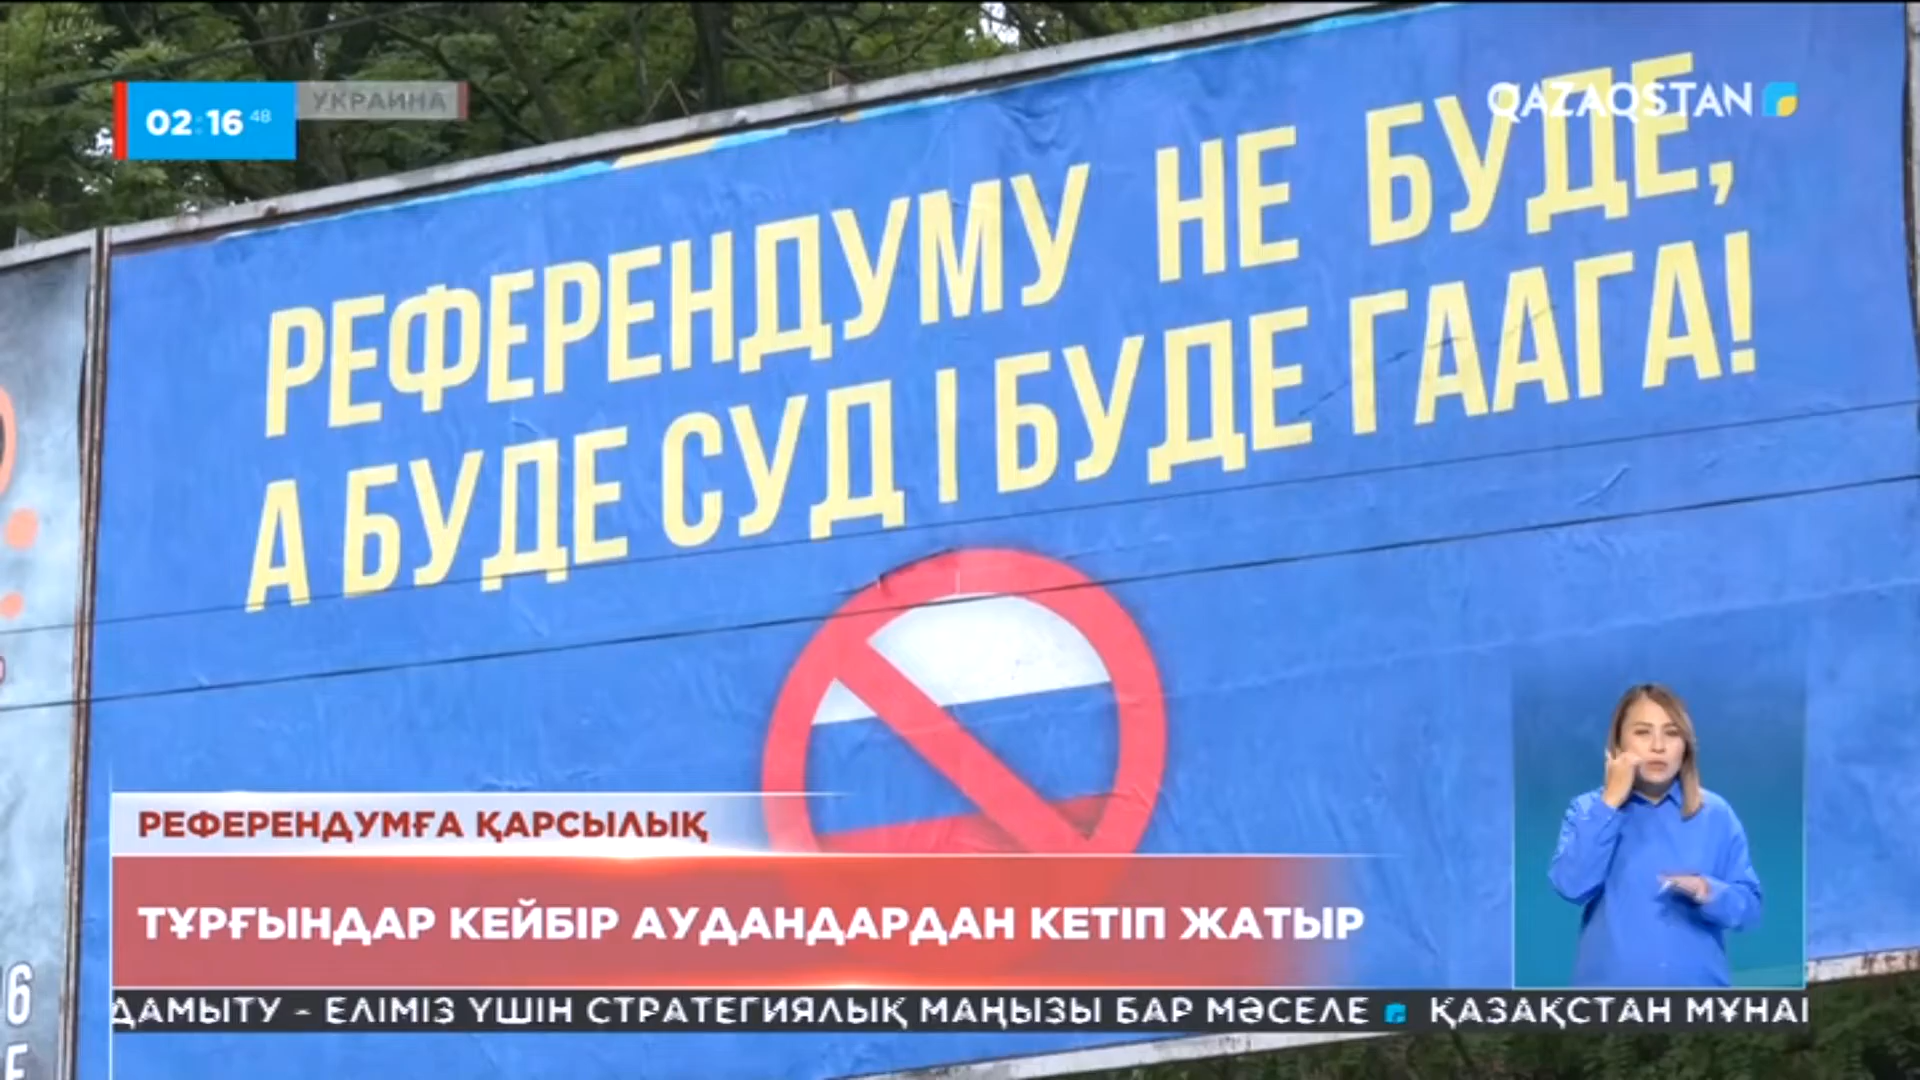 02:16 48
УКРАИНА
QAZAQSTAN
РЕФЕРЕНДУМУ НЕ БУДЕ,
А БУДЕ СУД І БУДЕ ГААГА!
РЕФЕРЕНДУМҒА ҚАРСЫЛЫҚ
ТҰРҒЫНДАР КЕЙБІР АУДАНДАРДАН КЕТІП ЖАТЫР
ДАМЫТУ - ЕЛІМІЗ ҮШІН СТРАТЕГИЯЛЫҚ МАҢЫЗЫ БАР МӘСЕЛЕ ҚАЗАҚСТАН МҰНАЙ